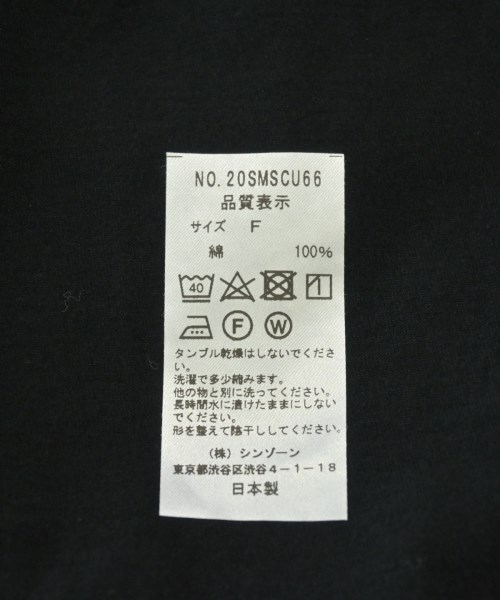 NO.20SMSCU66
品質表示
サイズ F
綿 100%
40
F W
タンブル乾燥はしないでくださ
い。
洗濯で多少縮みます。
他の物と別に洗ってください。
長時間水に漬けたままにしない
でください。
形を整えて陰干ししてください。
(株) シンゾーン
東京都渋谷区渋谷4-1-18
日本製